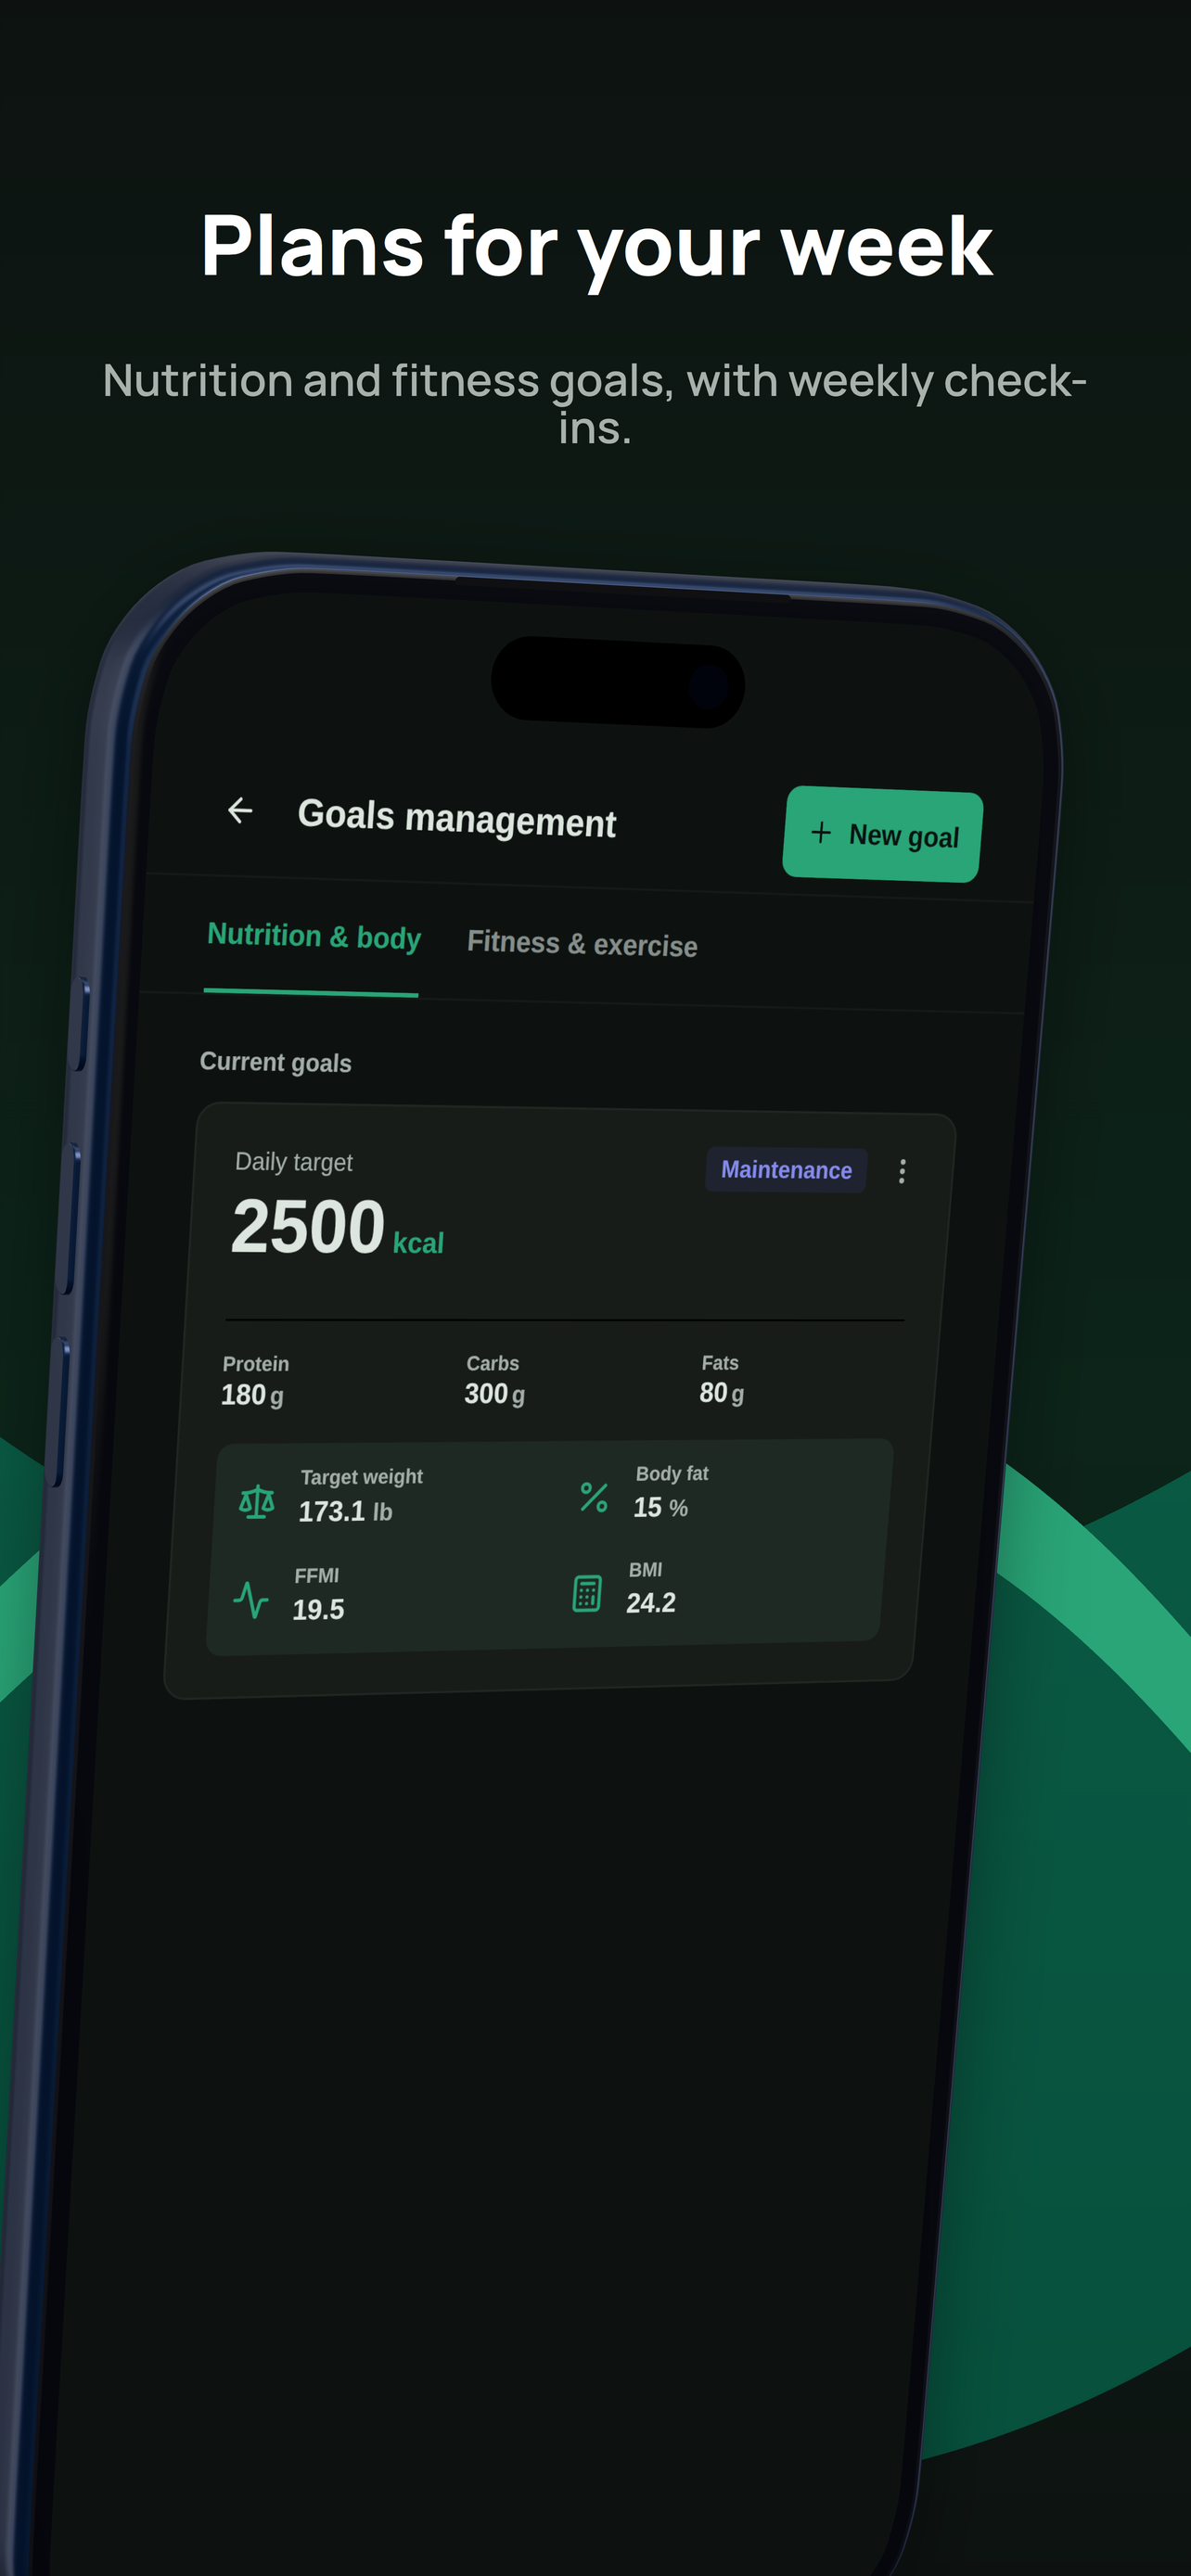 Plans for your week
Nutrition and fitness goals, with weekly check-
ins.
Goals management
+ New goal
Nutrition & body
Fitness & exercise
Current goals
Daily target
Maintenance
2500 kcal
Protein
Carbs
Fats
180 g
300 g
80 g
Target weight
Body fat
173.1 lb
15 %
FFMI
BMI
19.5
24.2